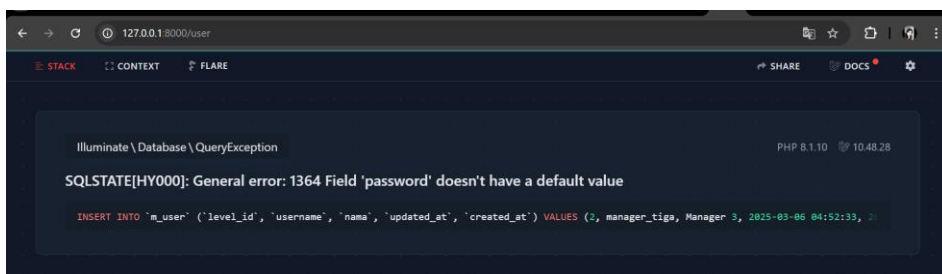 127.0.0.1:8000/user
STACK CONTEXT FLARE SHARE DOCS
Illuminate \ Database \ QueryException PHP 8.1.10 10.48.28
SQLSTATE[HY000]: General error: 1364 Field 'password' doesn't have a default value
INSERT INTO `m_user` (`level_id`, `username`, `nama`, `updated_at`, `created_at`) VALUES (2, manager_tiga, Manager 3, 2025-03-06 04:52:33,